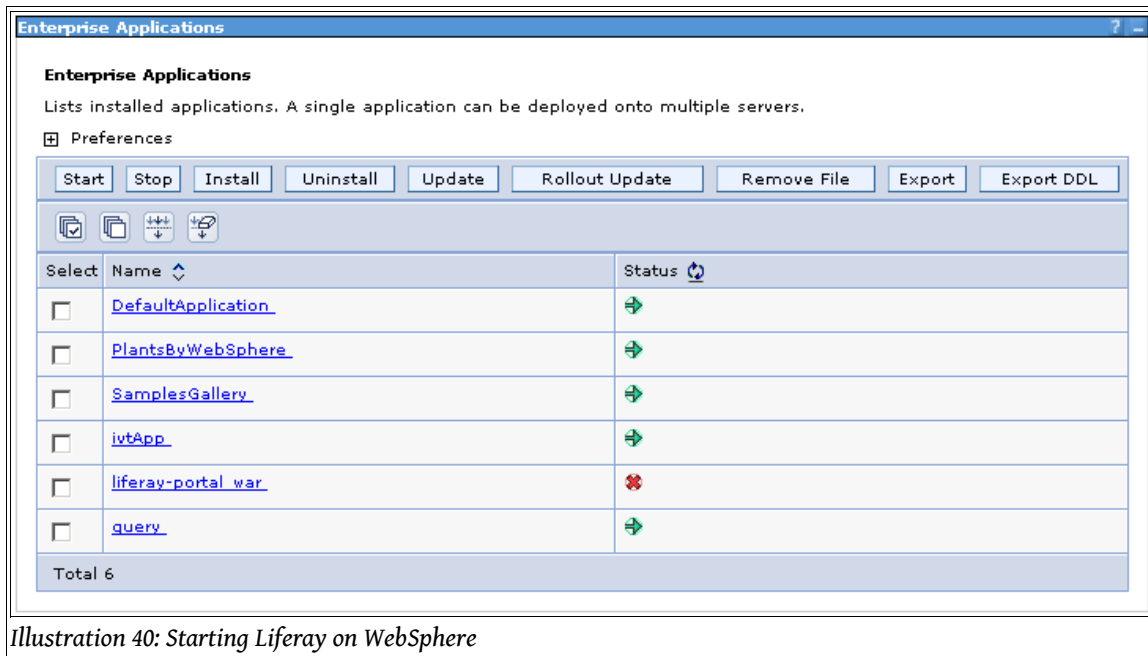 Enterprise Applications ?
Enterprise Applications
Lists installed applications. A single application can be deployed onto multiple servers.
Preferences
Start Stop Install Uninstall Update Rollout Update Remove File Export Export DDL
Select Name Status
DefaultApplication
PlantsByWebSphere
SamplesGallery
ivtApp
liferay-portal_war
query
Total 6
Illustration 40: Starting Liferay on WebSphere